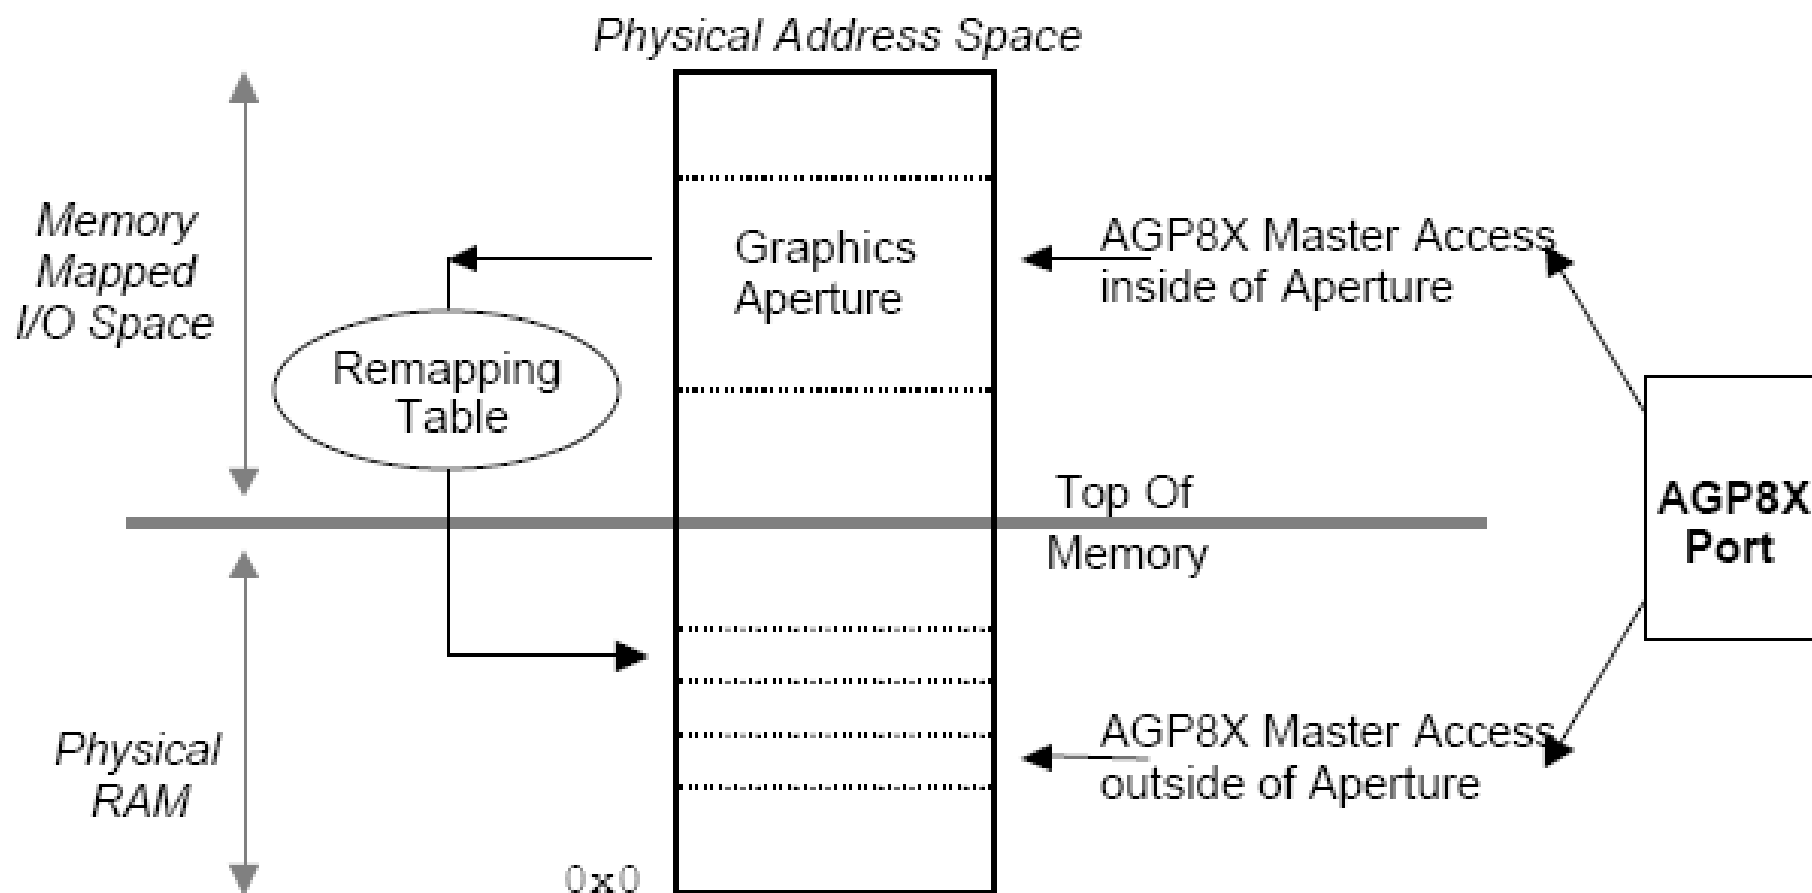 Physical Address Space
Memory
Mapped
I/O Space
Graphics
Aperture
AGP8X Master Access
inside of Aperture
Remapping
Table
Top Of
Memory
AGP8X
Port
Physical
RAM
AGP8X Master Access
outside of Aperture
0x0